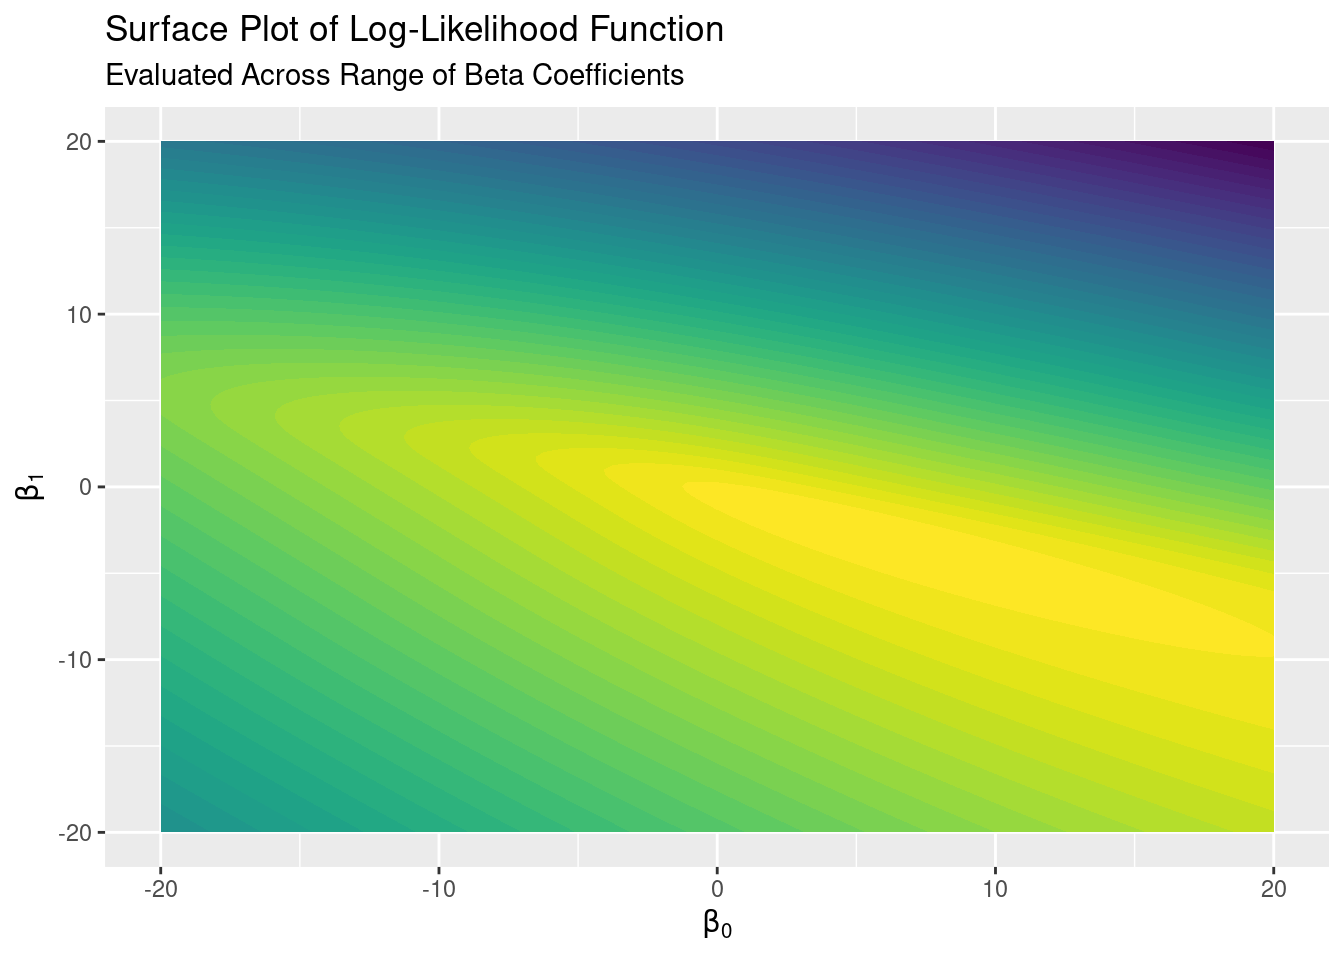 Surface Plot of Log-Likelihood Function
Evaluated Across Range of Beta Coefficients
20
10
0
-10
-20
β₁
-20
-10
0
10
20
β₀